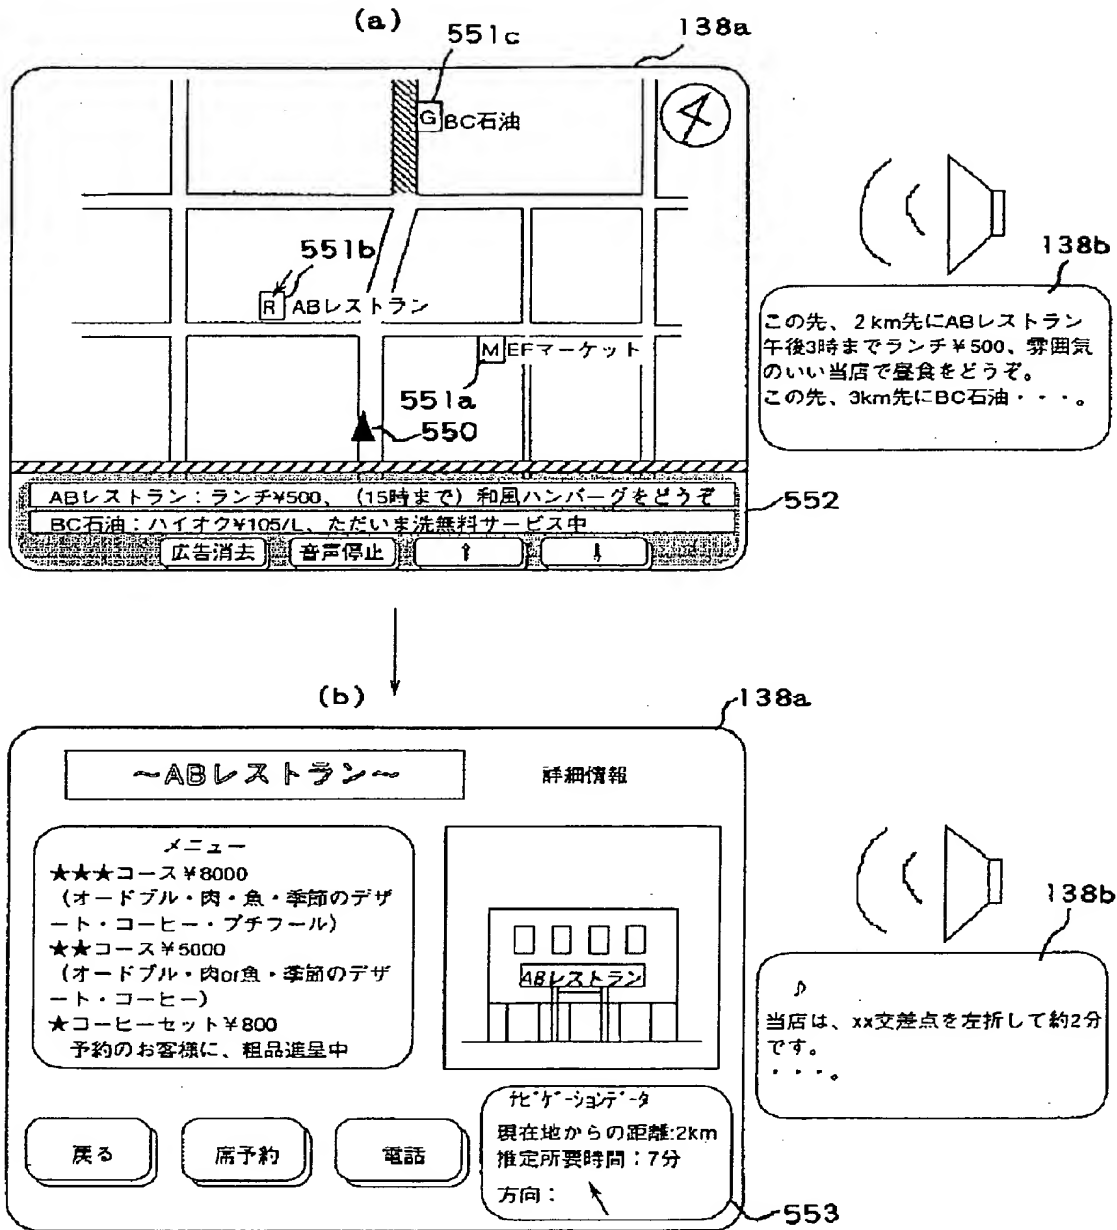 (a)
551c
138a
G BC石油
551b
138b
R ABレストラン
この先、2km先にABレストラン
午後3時までランチ¥500、雰囲気
のいい当店で昼食をどうぞ。
この先、3km先にBC石油・・・。
M EFマーケット
551a
550
ABレストラン：ランチ¥500、（15時まで）和風ハンバーグをどうぞ
552
BC石油：ハイオク¥105/L、ただいま洗無料サービス中
広告消去 音声停止 ↑ ↓
(b)
138a
～ABレストラン～
詳細情報
メニュー
★★★コース¥8000
（オードブル・肉・魚・季節のデザ
ート・コーヒー・プチフール）
★★コース¥5000
（オードブル・肉or魚・季節のデザ
ート・コーヒー）
★コーヒーセット¥800
予約のお客様に、粗品進呈中
ABレストラン
138b
♪
当店は、xx交差点を左折して約2分
です。
・・・。
戻る 席予約 電話
ﾅﾋﾞｹﾞｰｼｮﾝﾃﾞｰﾀ
現在地からの距離:2km
推定所要時間：7分
方向：
553